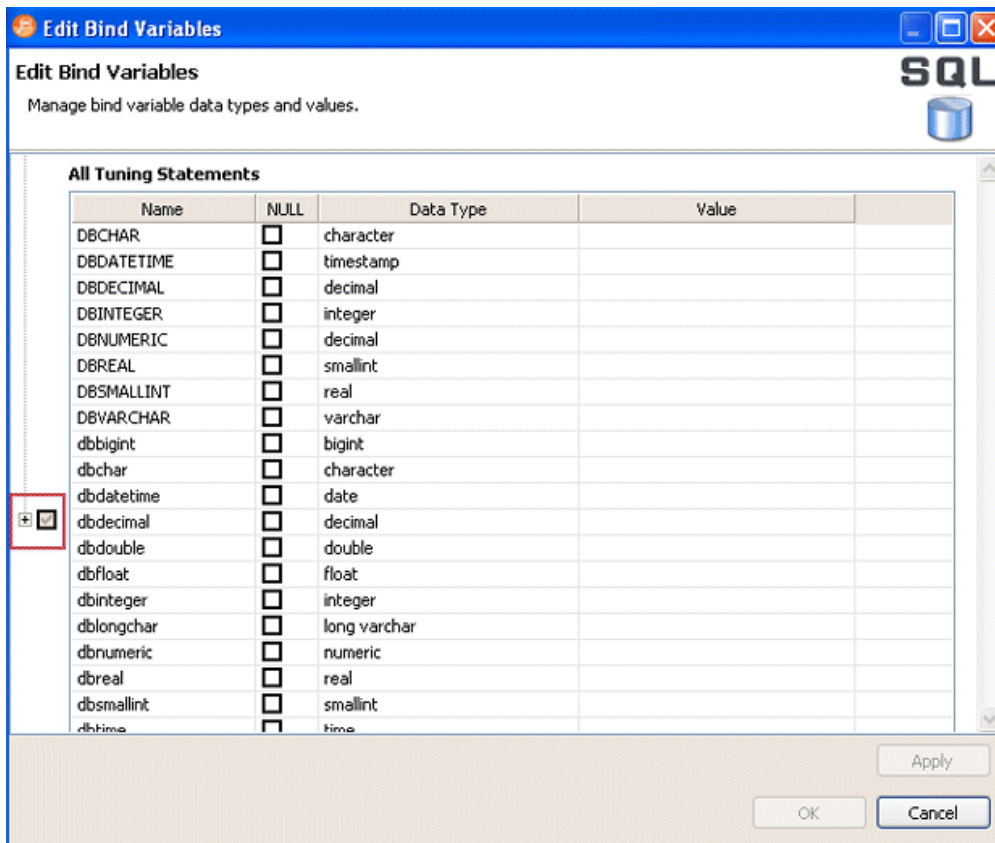 Edit Bind Variables
Edit Bind Variables
SQL
Manage bind variable data types and values.
All Tuning Statements
Name NULL Data Type Value
DBCHAR character
DBDATETIME timestamp
DBDECIMAL decimal
DBINTEGER integer
DBNUMERIC decimal
DBREAL smallint
DBSMALLINT real
DBVARCHAR varchar
dbbigint bigint
dbchar character
dbdatetime date
dbdecimal decimal
dbdouble double
dbfloat float
dbinteger integer
dblongchar long varchar
dbnumeric numeric
dbreal real
dbsmallint smallint
dbtime time
Apply
OK Cancel